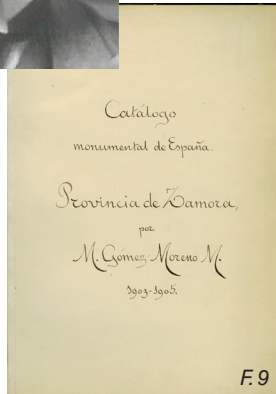 Catálogo
monumental de España.
Provincia de Zamora,
por
M. Gómez-Moreno M.
1903-1905.
F. 9